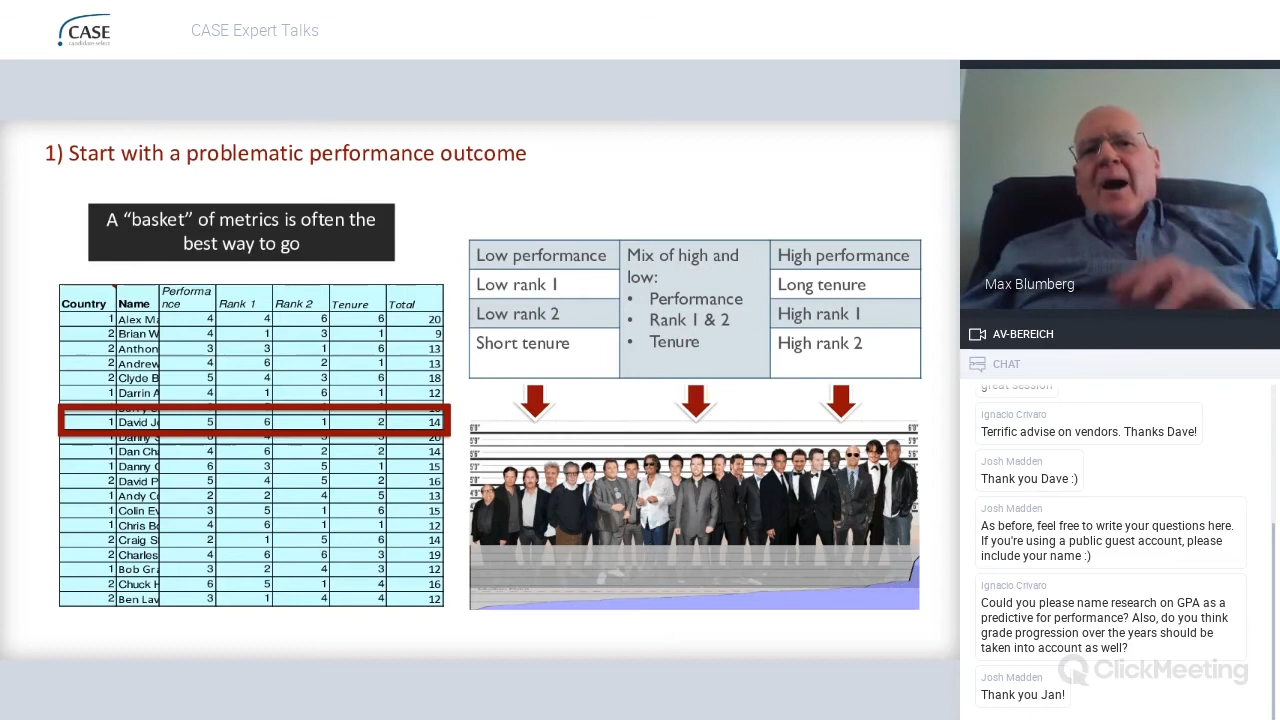 CASE
candidate-select
CASE Expert Talks
1) Start with a problematic performance outcome
A “basket” of metrics is often the
best way to go
Country Name Performa
nce Rank 1 Rank 2 Tenure Total
1 Alex Ma 4 4 6 6 20
2 Brian W 4 1 3 1 9
2 Anthon 3 3 1 6 13
2 Andrew 4 6 2 1 13
2 Clyde B 5 4 3 6 18
1 Darrin A 4 1 6 1 12
1 David J 5 6 1 2 14
1 Danny S 20
1 Dan Cha 4 6 2 2 14
1 Danny C 6 3 5 1 15
2 David P 5 4 5 2 16
1 Andy Co 2 2 4 5 13
1 Colin Ev 3 5 1 6 15
1 Chris Bo 4 6 1 1 12
2 Craig S 2 1 5 6 14
2 Charles 4 6 6 3 19
1 Bob Gra 3 2 4 3 12
2 Chuck H 6 5 1 4 16
2 Ben Lav 3 1 4 4 12
Low performance
Low rank 1
Low rank 2
Short tenure
Mix of high and
low:
• Performance
• Rank 1 & 2
• Tenure
High performance
Long tenure
High rank 1
High rank 2
Max Blumberg
AV-BEREICH
CHAT
great session
Ignacio Crivaro
Terrific advise on vendors. Thanks Dave!
Josh Madden
Thank you Dave :)
Josh Madden
As before, feel free to write your questions here.
If you're using a public guest account, please
include your name :)
Ignacio Crivaro
Could you please name research on GPA as a
predictive for performance? Also, do you think
grade progression over the years should be
taken into account as well?
ClickMeeting
Josh Madden
Thank you Jan!